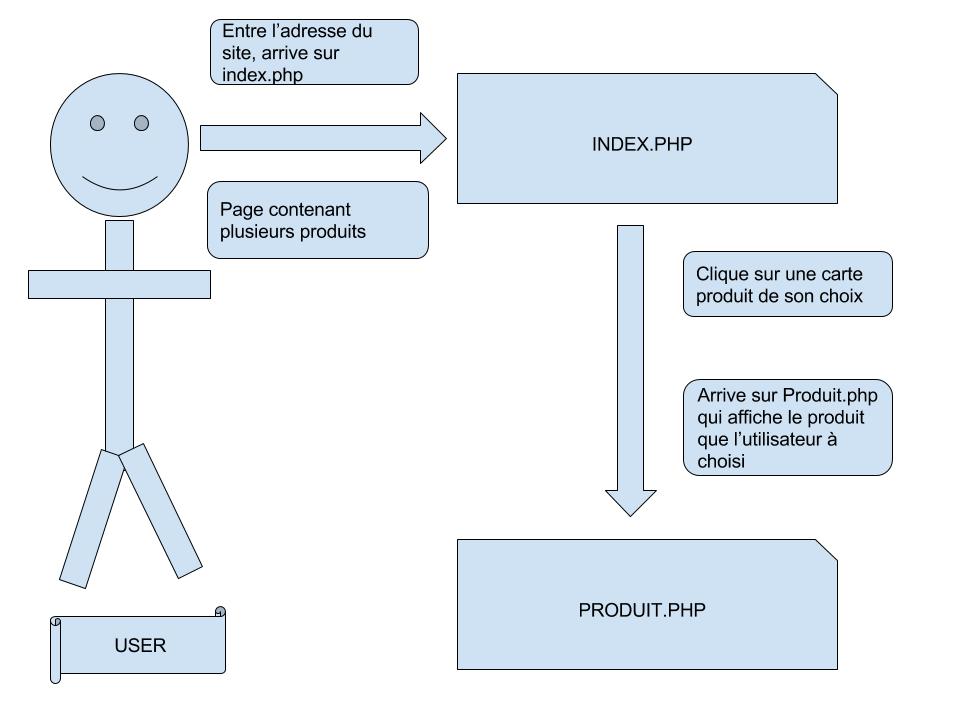 Entre l’adresse du
site, arrive sur
index.php
INDEX.PHP
Page contenant
plusieurs produits
Clique sur une carte
produit de son choix
Arrive sur Produit.php
qui affiche le produit
que l’utilisateur à
choisi
PRODUIT.PHP
USER